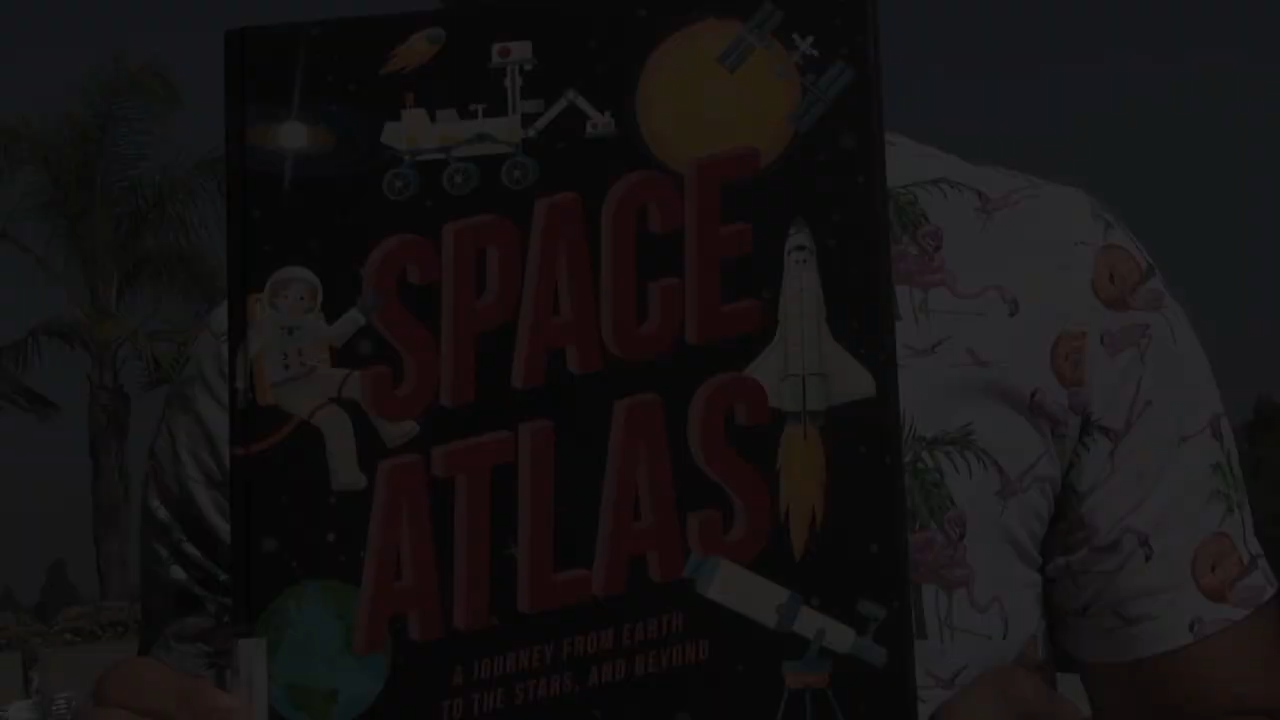 SPACE
ATLAS
A JOURNEY FROM EARTH
TO THE STARS, AND BEYOND